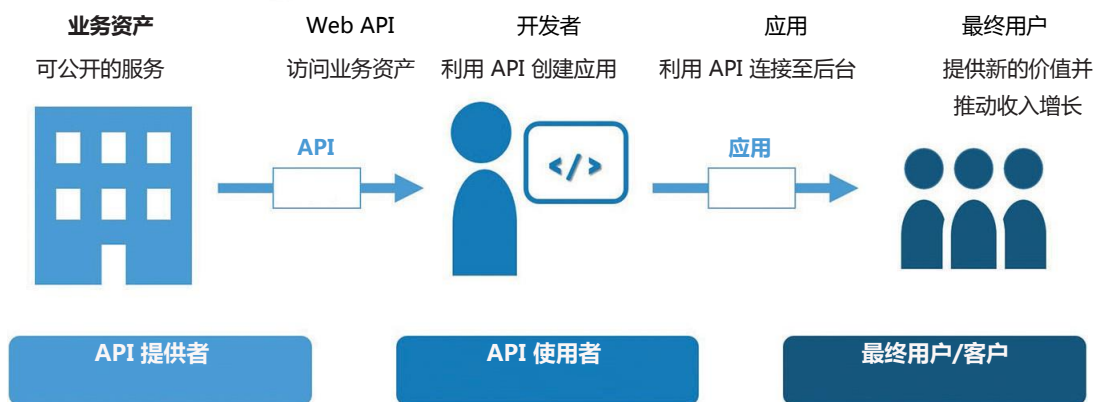 业务资产
Web API
开发者
应用
最终用户
可公开的服务
访问业务资产
利用 API 创建应用
利用 API 连接至后台
提供新的价值并
推动收入增长
API
</>
应用
API 提供者
API 使用者
最终用户/客户